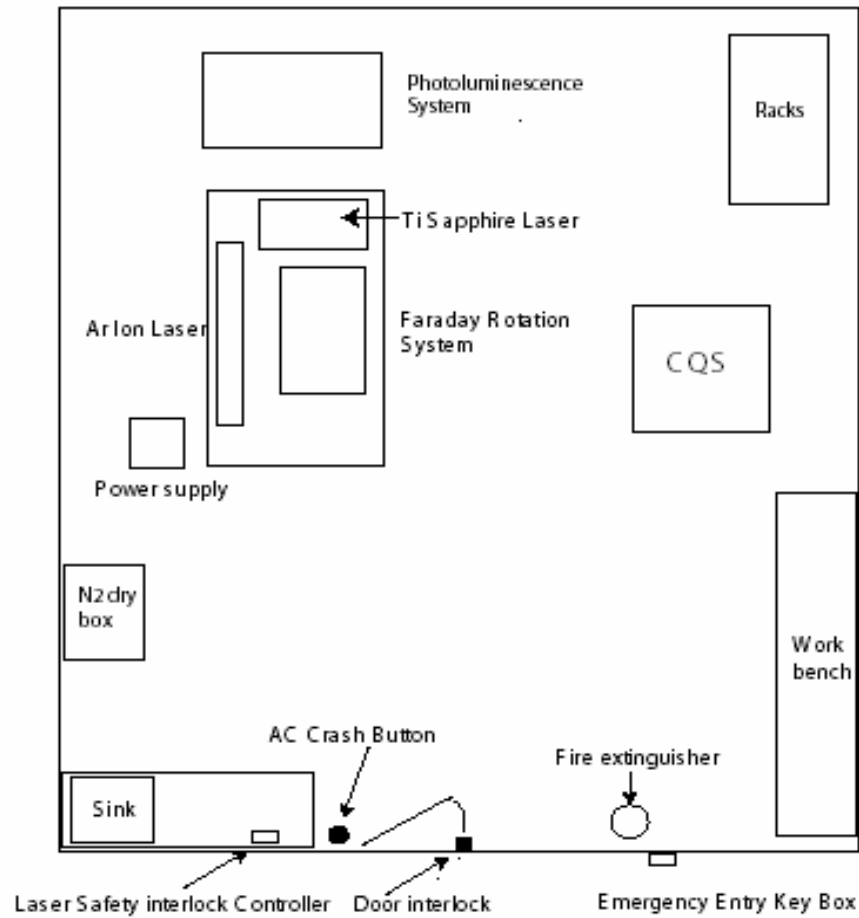 Photoluminescence
System
Racks
Ti Sapphire Laser
Ar Ion Laser
Faraday Rotation
System
CQS
Power supply
N2 dry
box
Work
bench
AC Crash Button
Fire extinguisher
Sink
Laser Safety interlock Controller
Door interlock
Emergency Entry Key Box